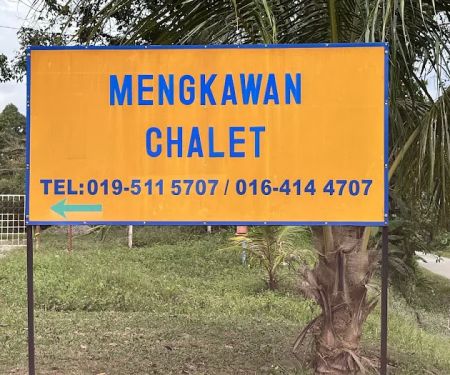 MENGKAWAN
CHALET
TEL:019-511 5707 / 016-414 4707